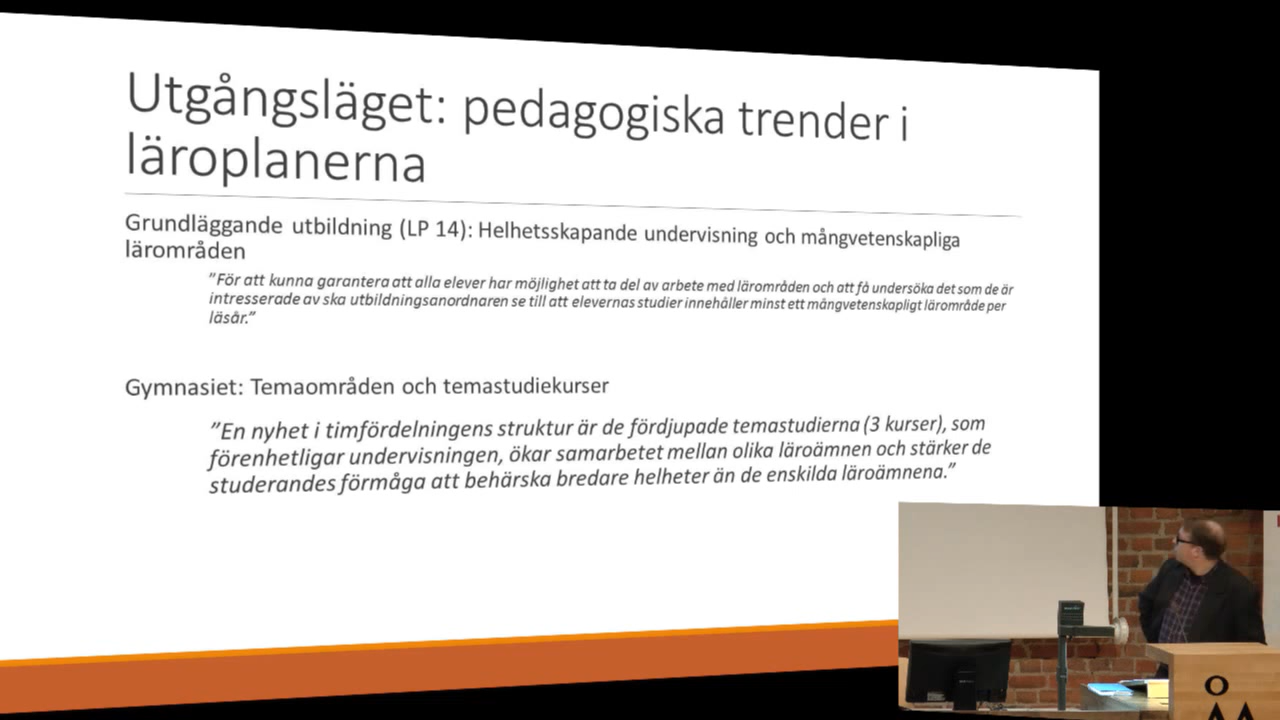 Utgångsläget: pedagogiska trender i
läroplanerna
Grundläggande utbildning (LP 14): Helhetsskapande undervisning och mångvetenskapliga
lärområden
”För att kunna garantera att alla elever har möjlighet att ta del av arbete med lärområden och att få undersöka det som de är
intresserade av ska utbildningsanordnaren se till att elevernas studier innehåller minst ett mångvetenskapligt lärområde per
läsår.”
Gymnasiet: Temaområden och temastudiekurser
”En nyhet i timfördelningens struktur är de fördjupade temastudierna (3 kurser), som
förenhetligar undervisningen, ökar samarbetet mellan olika läroämnen och stärker de
studerandes förmåga att behärska bredare helheter än de enskilda läroämnena.”